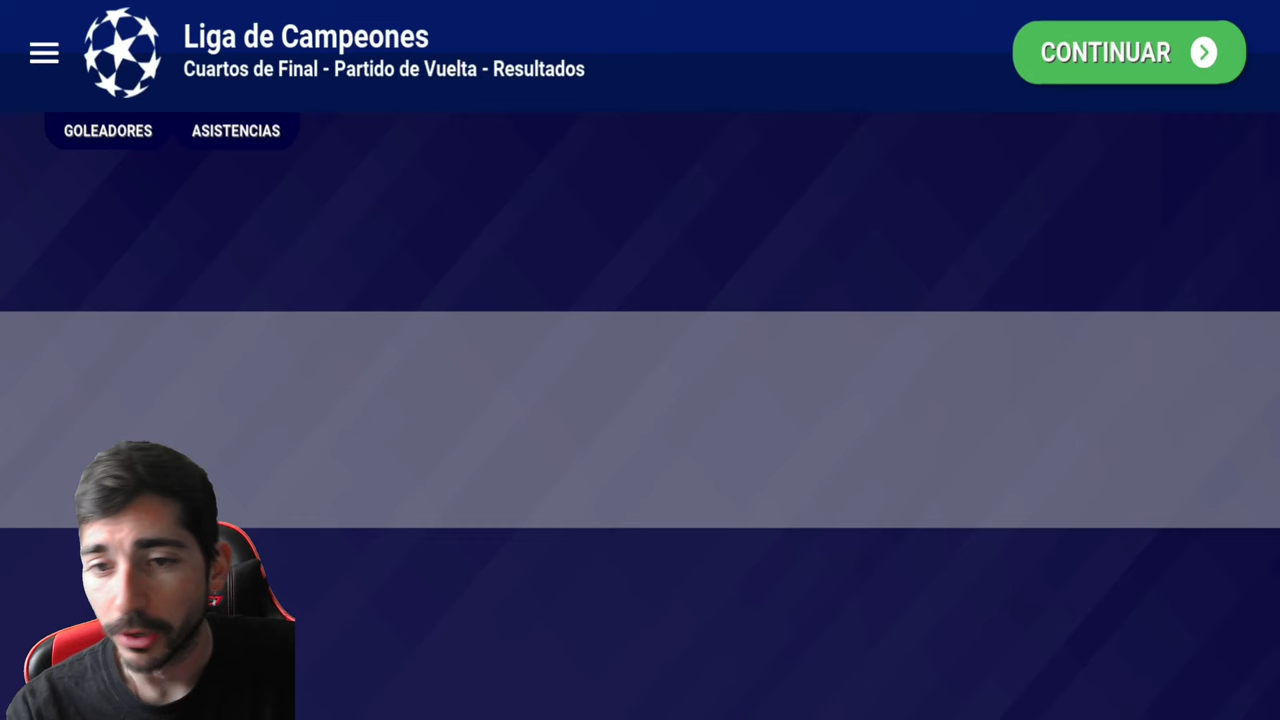 Liga de Campeones
Cuartos de Final - Partido de Vuelta - Resultados
CONTINUAR
GOLEADORES
ASISTENCIAS